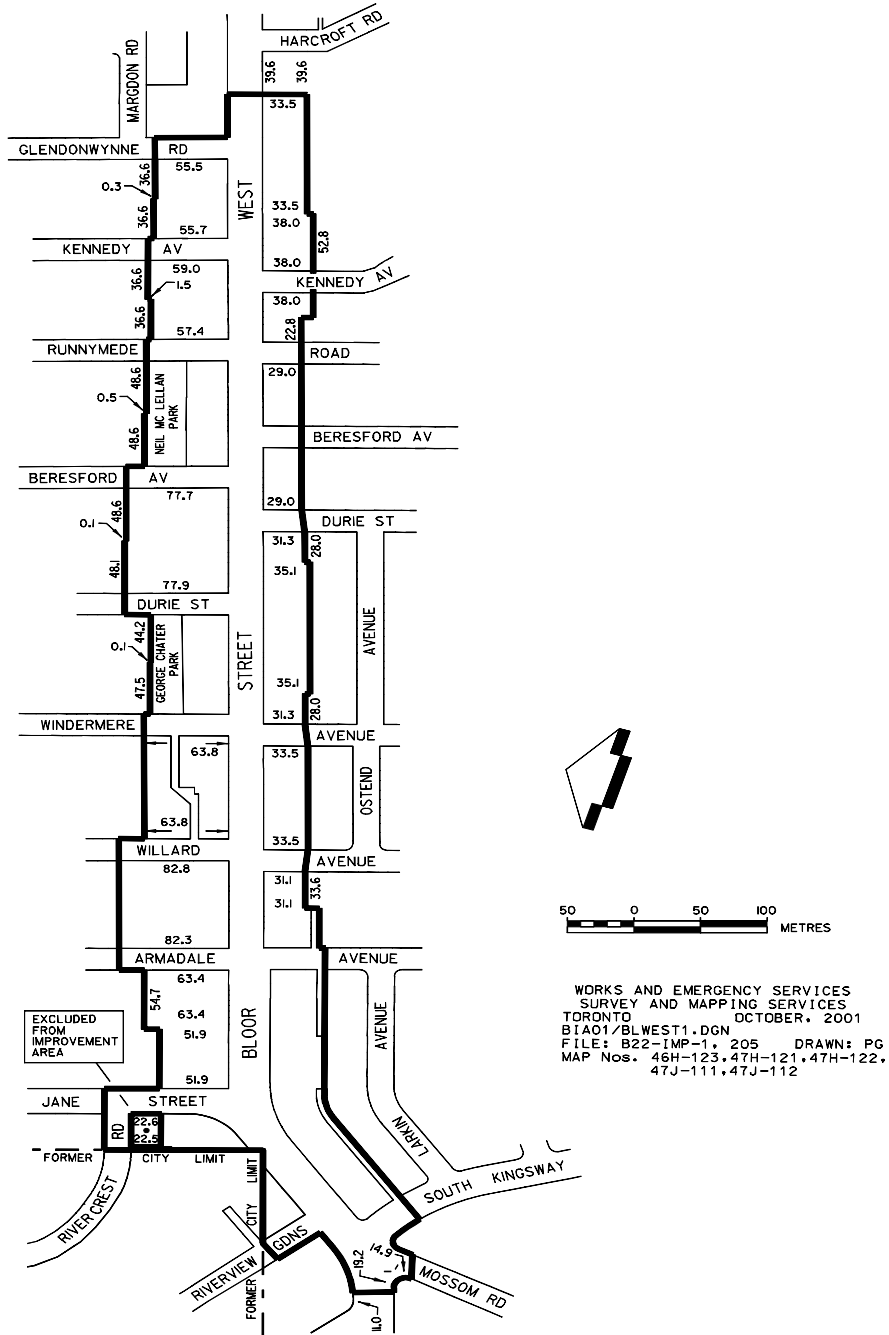 HARCROFT RD
MARGDON RD
39.6
39.6
33.5
GLENDONWYNNE RD
36.6
55.5
0.3
36.6
55.7
WEST
33.5
38.0
52.8
KENNEDY AV
38.0
59.0
KENNEDY AV
36.6
1.5
38.0
36.6
57.4
22.8
RUNNYMEDE
ROAD
48.6
29.0
0.5
NEIL MC LELLAN
PARK
48.6
BERESFORD AV
BERESFORD AV
77.7
48.6
29.0
0.1
DURIE ST
31.3
28.0
48.1
35.1
77.9
DURIE ST
44.2
0.1
GEORGE CHATER
PARK
47.5
STREET
AVENUE
35.1
31.3
28.0
WINDERMERE
AVENUE
63.8
33.5
OSTEND
63.8
33.5
WILLARD
AVENUE
82.8
31.1
33.6
31.1
82.3
ARMADALE
AVENUE
63.4
54.7
63.4
51.9
BLOOR
AVENUE
LARKIN
EXCLUDED
FROM
IMPROVEMENT
AREA
51.9
JANE STREET
RD
22.6
22.5
FORMER CITY LIMIT
RIVERCREST
LIMIT
CITY
FORMER
SOUTH KINGSWAY
RIVERVIEW GDNS
14.9
19.2
11.0
MOSSOM RD
50 0 50 100
METRES
WORKS AND EMERGENCY SERVICES
SURVEY AND MAPPING SERVICES
TORONTO OCTOBER. 2001
BIA01/BLWEST1.DGN
FILE: B22-IMP-1, 205 DRAWN: PG
MAP Nos. 46H-123,47H-121,47H-122,
47J-111,47J-112